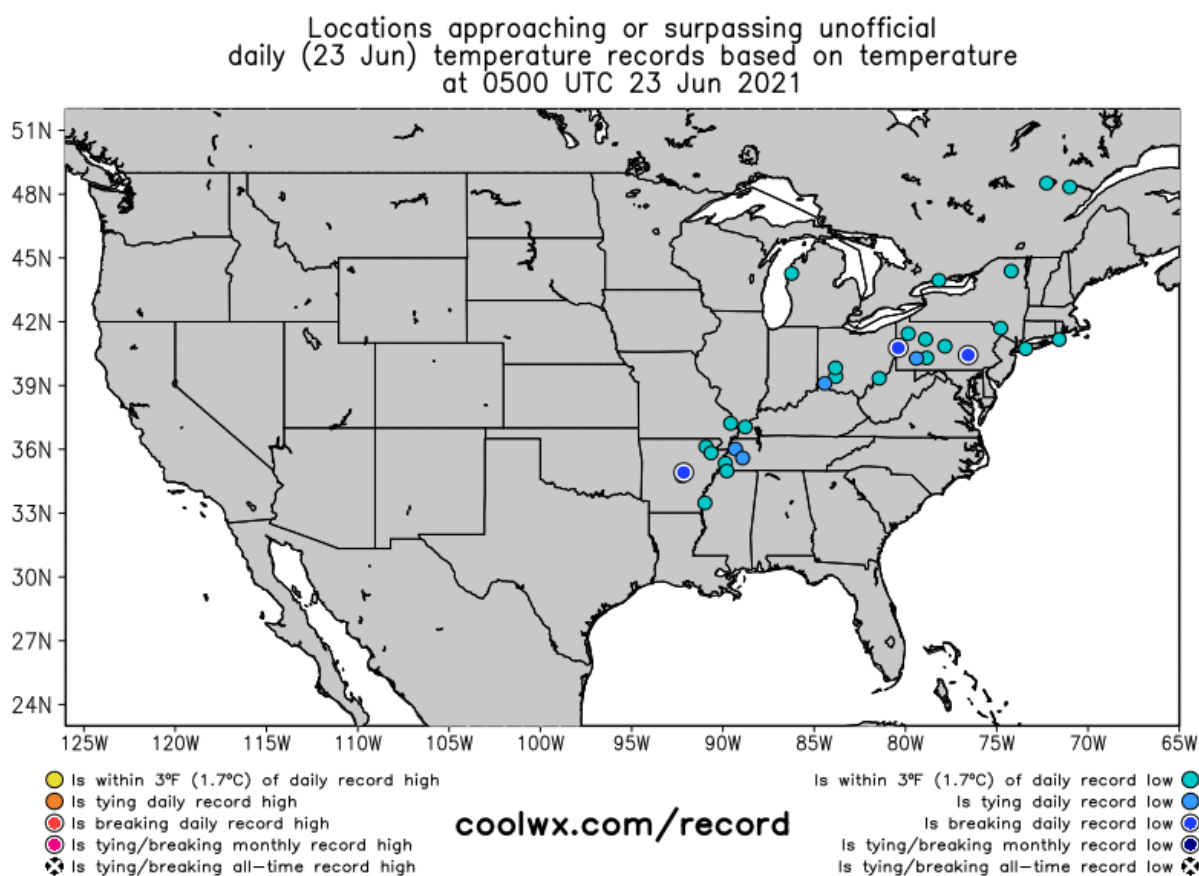 Locations approaching or surpassing unofficial
daily (23 Jun) temperature records based on temperature
at 0500 UTC 23 Jun 2021
51N
48N
45N
42N
39N
36N
33N
30N
27N
24N
125W 120W 115W 110W 105W 100W 95W 90W 85W 80W 75W 70W 65W
Is within 3°F (1.7°C) of daily record high
Is tying daily record high
Is breaking daily record high
Is tying/breaking monthly record high
Is tying/breaking all-time record high
coolwx.com/record
Is within 3°F (1.7°C) of daily record low
Is tying daily record low
Is breaking daily record low
Is tying/breaking monthly record low
Is tying/breaking all-time record low